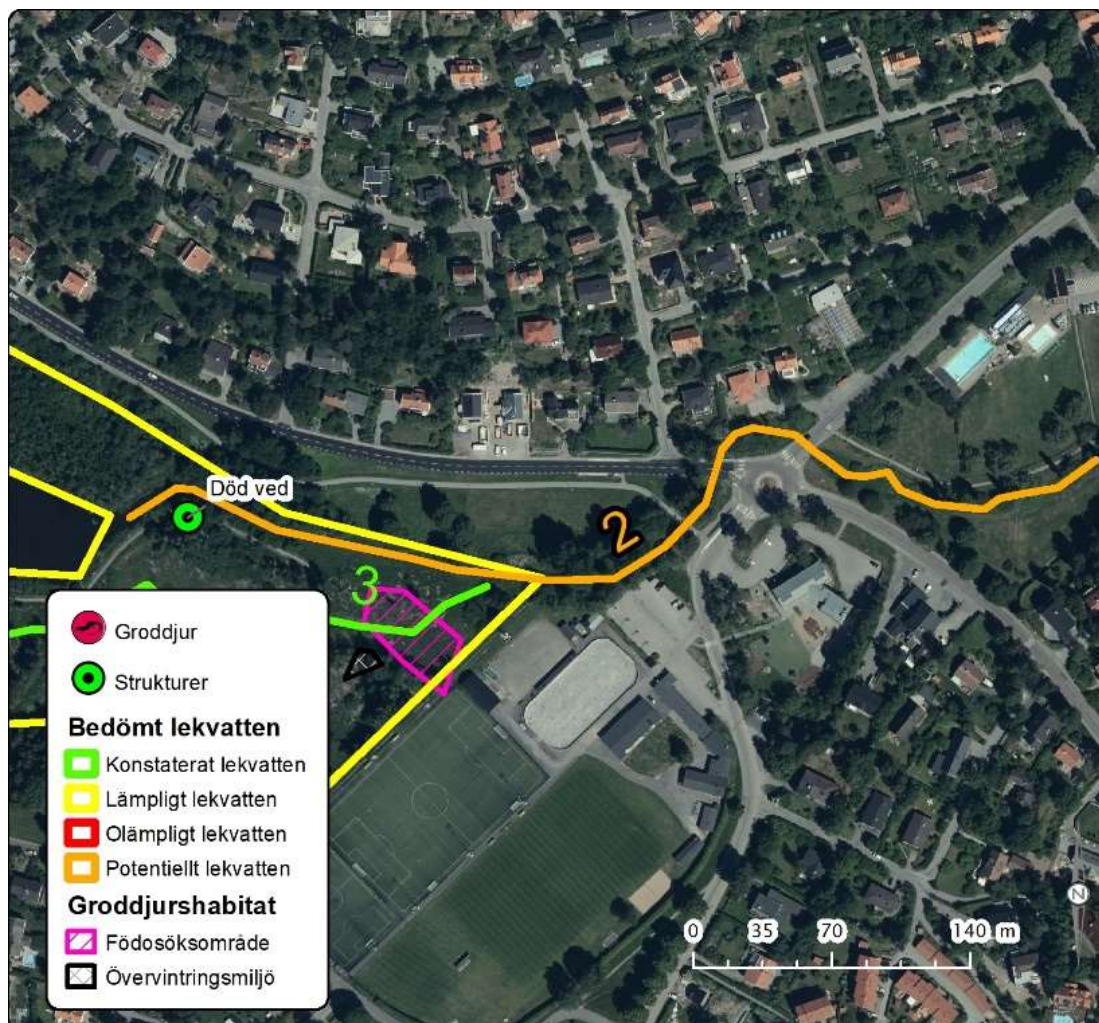 Död ved
2
3
Groddjur
Strukturer
Bedömt lekvatten
Konstaterat lekvatten
Lämpligt lekvatten
Olämpligt lekvatten
Potentiellt lekvatten
Groddjurshabitat
Födosöksområde
Övervintringsmiljö
N
0 35 70 140 m